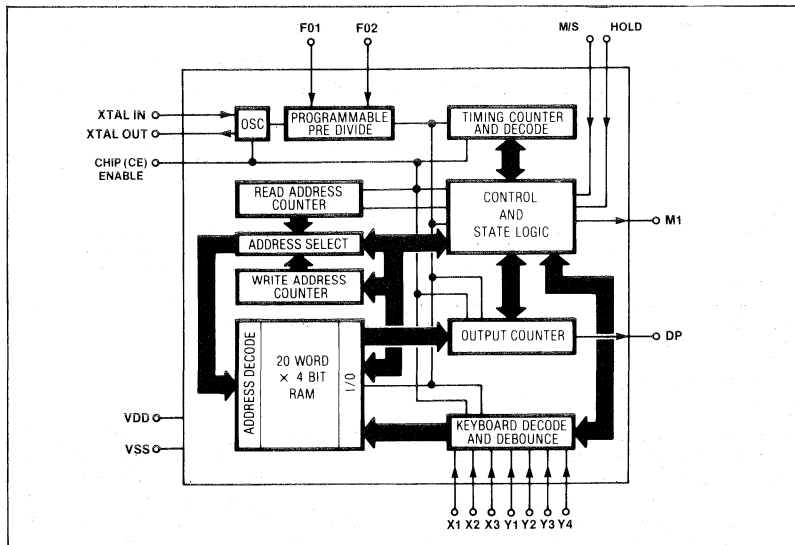 F01 F02
M/S HOLD
XTAL IN
XTAL OUT
CHIP (CE)
ENABLE
OSC
PROGRAMMABLE
PRE DIVIDE
TIMING COUNTER
AND DECODE
READ ADDRESS
COUNTER
CONTROL
AND
STATE LOGIC
M1
ADDRESS SELECT
WRITE ADDRESS
COUNTER
ADDRESS DECODE
20 WORD
× 4 BIT
RAM
I/O
OUTPUT COUNTER
DP
VDD
VSS
KEYBOARD DECODE
AND DEBOUNCE
X1 X2 X3 Y1 Y2 Y3 Y4